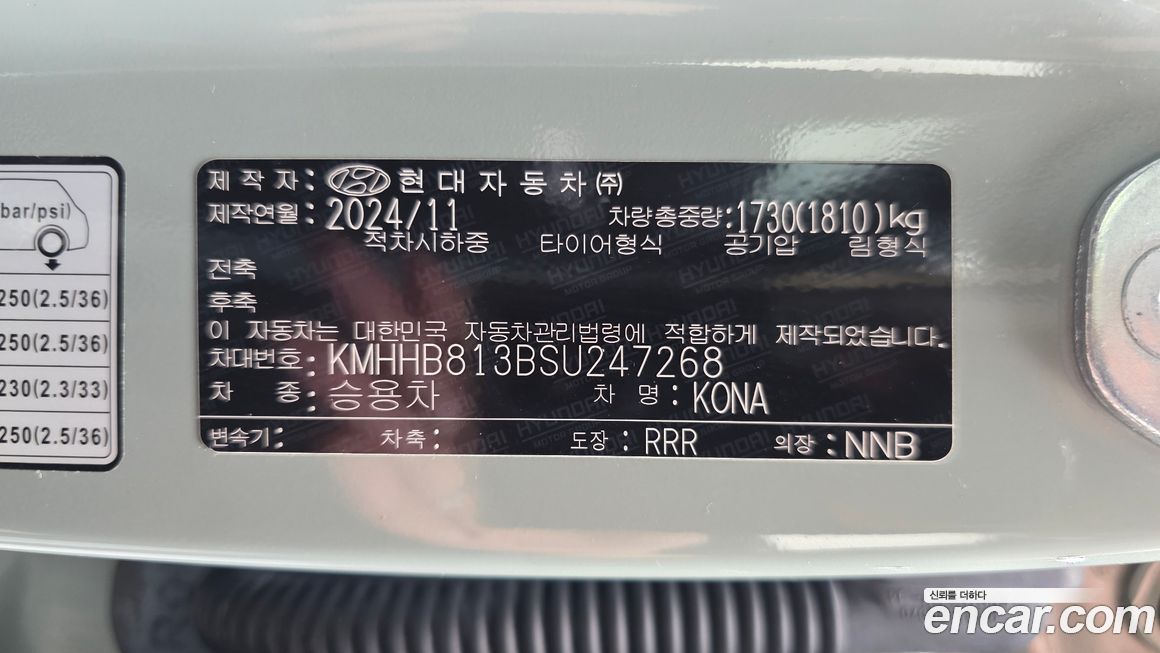 bar/psi)
250(2.5/36)
250(2.5/36)
230(2.3/33)
250(2.5/36)
제 작 자 : 현 대 자 동 차 ㈜
제작연월 : 2024/11 차량총중량 : 1730(1810)kg
적차시하중 타이어형식 공기압 림형식
전축
후축
이 자동차는 대한민국 자동차관리법령에 적합하게 제작되었습니다.
차대번호 : KMHHB813BSU247268
차 종 : 승용차 차 명 : KONA
변속기 : 차축 : 도장 : RRR 의장 : NNB
HYUNDAI
MOTOR GROUP
신뢰를 더하다
encar.com